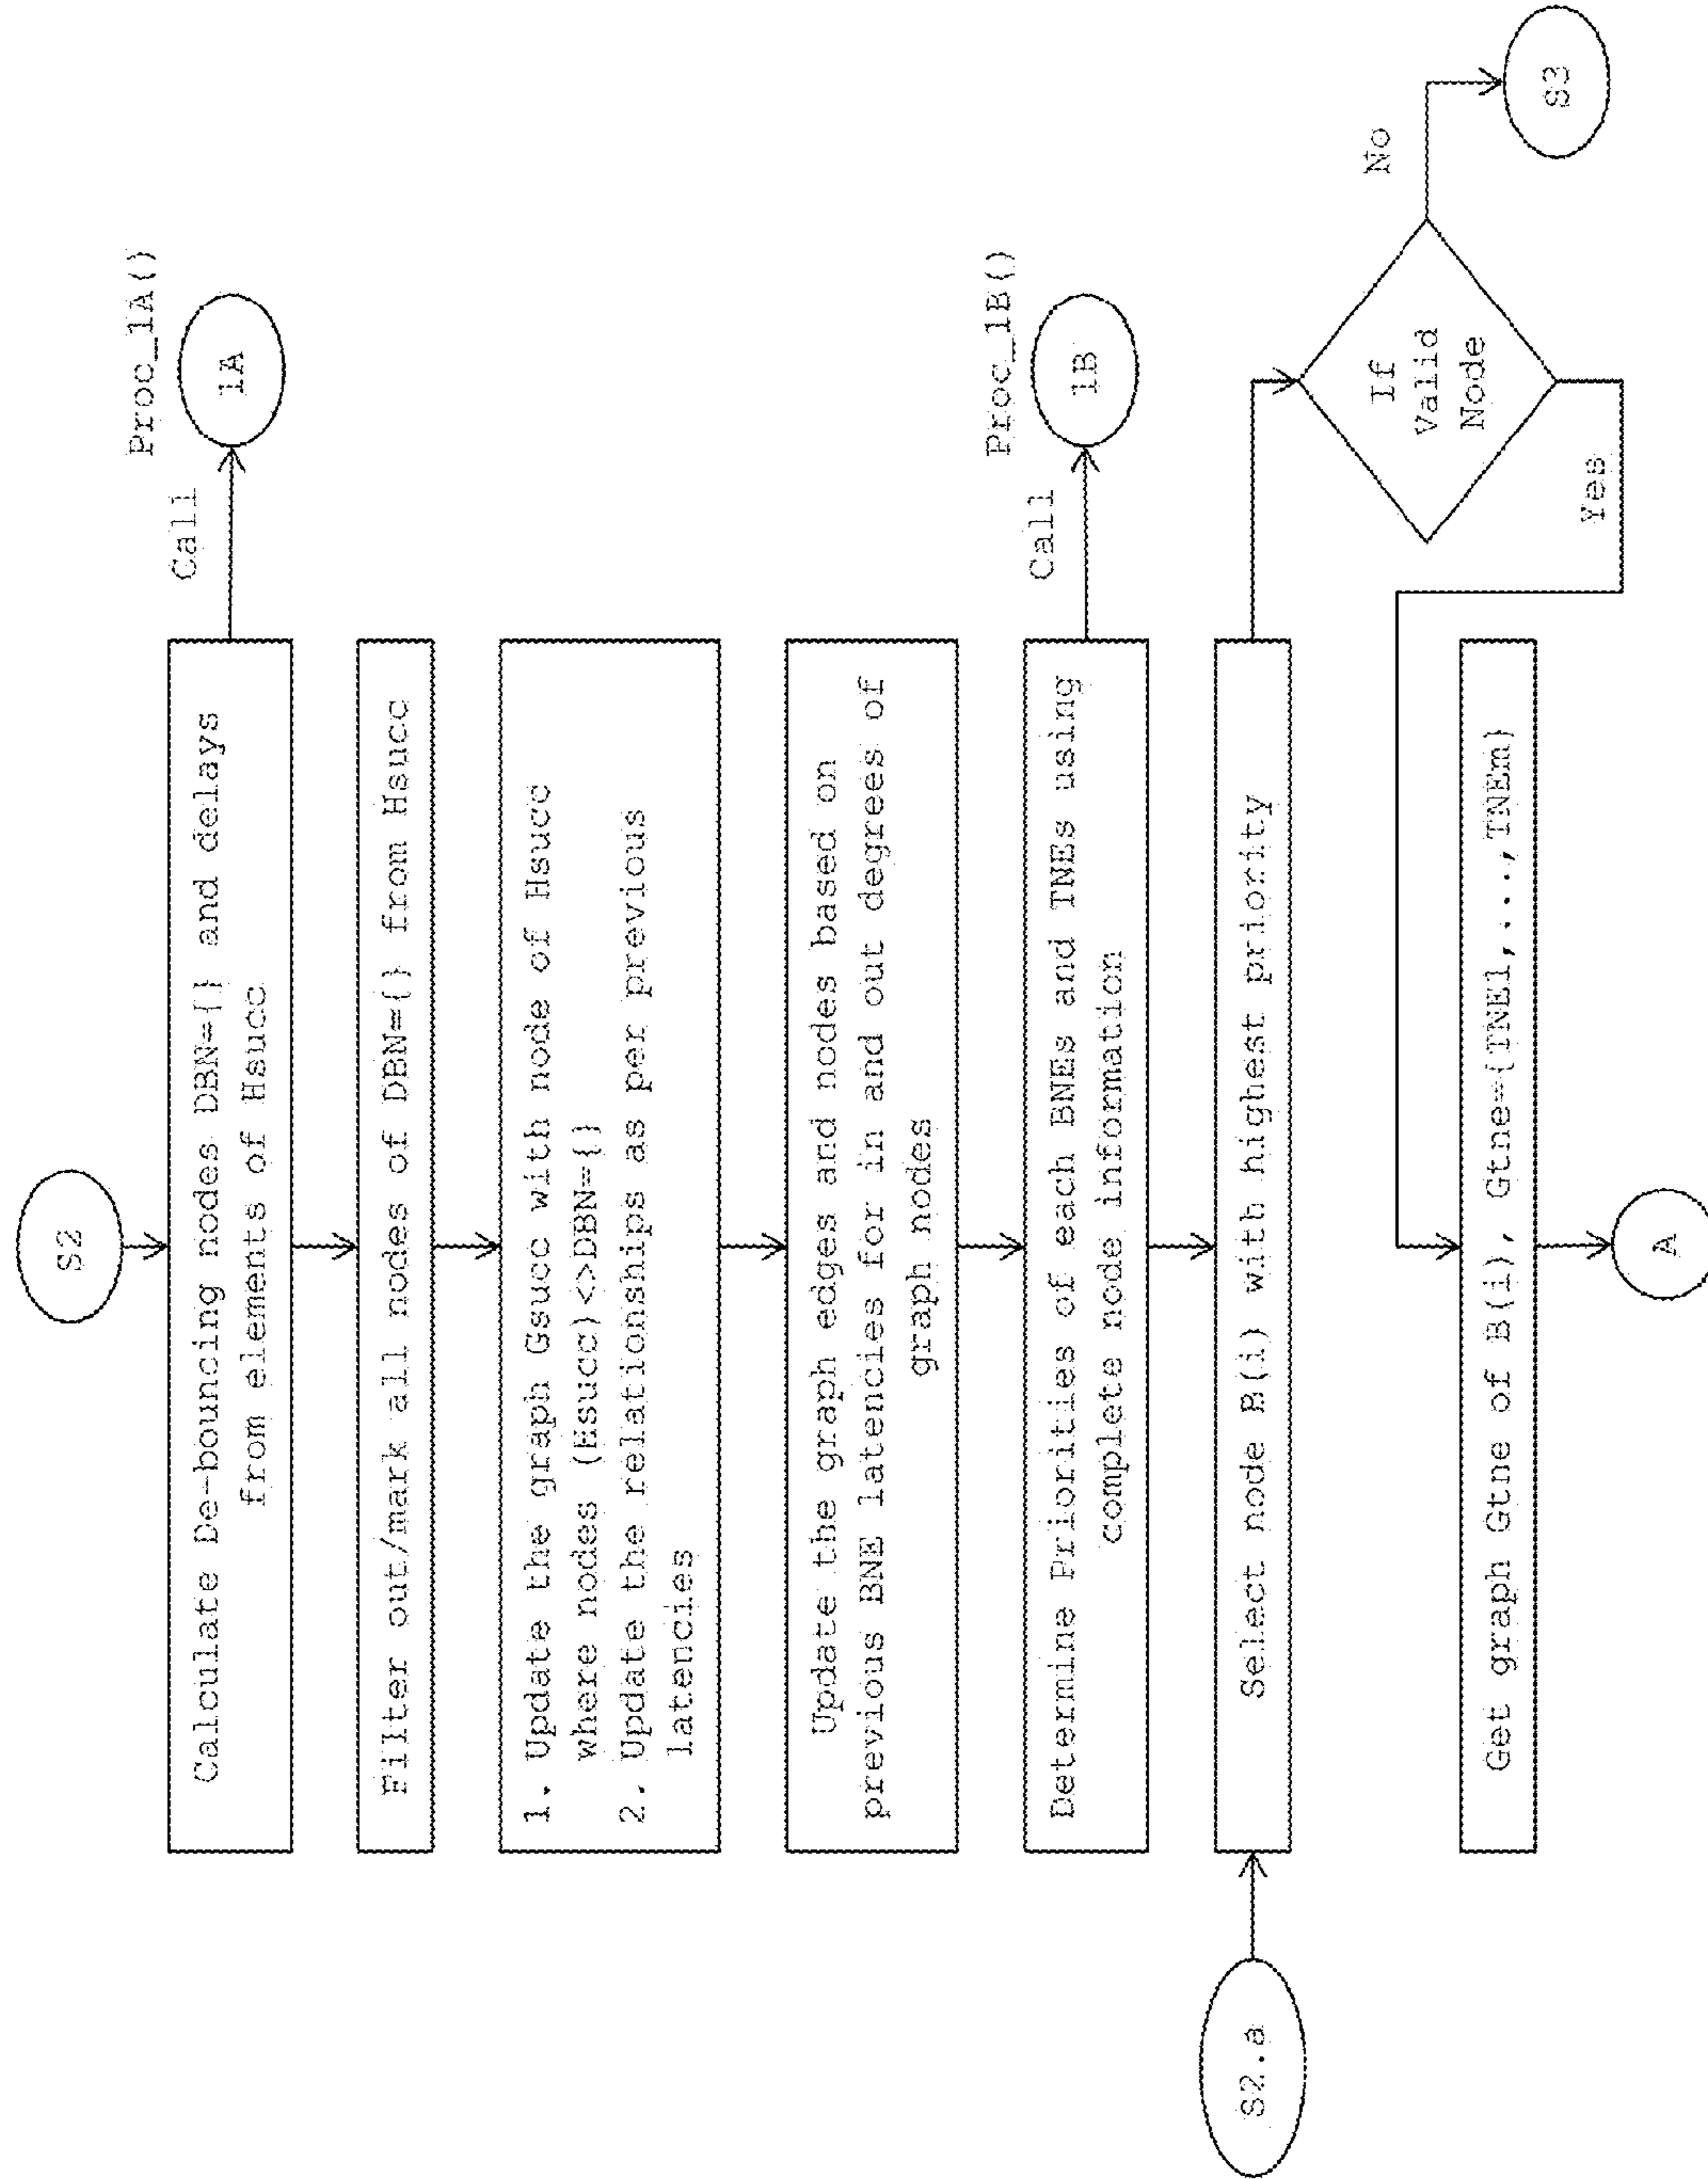 S2
Calculate De-bouncing nodes DBN={} and delays
from elements of Hsucc
Call
Proc_1A()
1A
Filter out/mark all nodes of DBN={} from Hsucc
1. Update the graph Gsucc with node of Hsucc
where nodes (Hsucc)<>DBN={}
2. Update the relationships as per previous
latencies
Update the graph edges and nodes based on
previous BNE latencies for in and out degrees of
graph nodes
Determine Priorities of each BNEs and TNEs using
complete node information
Call
Proc_1B()
1B
S2.a
Select node B(i) with highest priority
If
Valid
Node
No
S3
Yes
Get graph Gtne of B(i), Gtne={TNE1,...,TNEm}
A